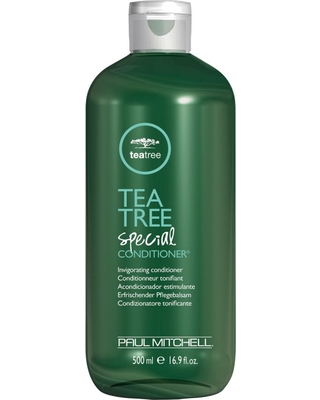 teatree
TEA
TREE
special
CONDITIONER®
Invigorating conditioner
Conditionneur tonifiant
Acondicionador estimulante
Erfrischender Pflegebalsam
Condizionatore tonificante
PAUL MITCHELL
500 ml ℮ 16.9 fl.oz.